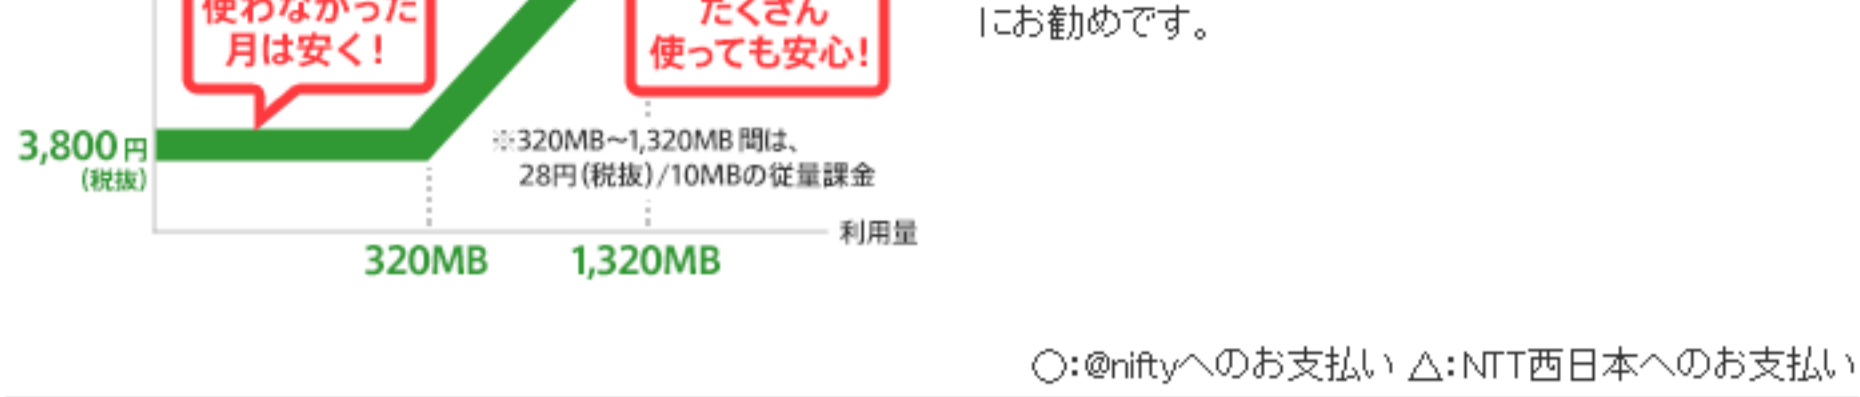 使わなかった
月は安く!
たくさん
使っても安心!
にお勧めです。
3,800円
(税抜)
※320MB~1,320MB間は、
28円(税抜)/10MBの従量課金
利用量
320MB
1,320MB
○:@niftyへのお支払い △:NTT西日本へのお支払い